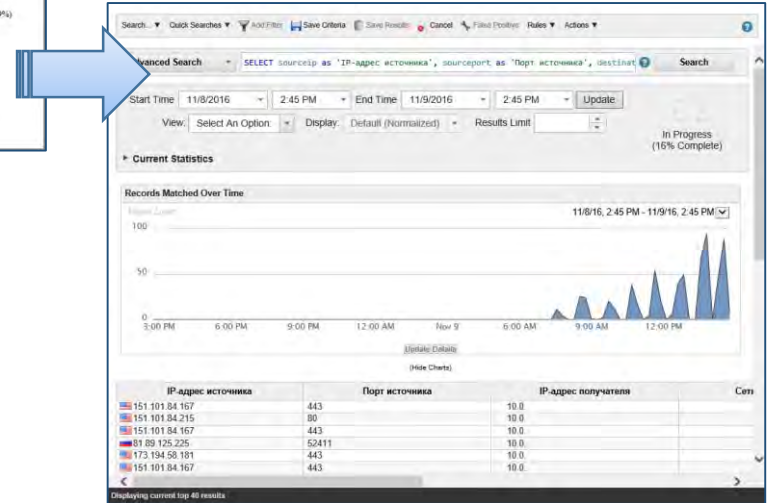 Search... ▼ Quick Searches ▼ Add Filter Save Criteria Save Results Cancel False Positive Rules ▼ Actions ▼
Advanced Search SELECT sourceip as 'IP-адрес источника', sourceport as 'Порт источника', destinat Search
Start Time 11/8/2016 2:45 PM End Time 11/9/2016 2:45 PM Update
View: Select An Option: Display: Default (Normalized) Results Limit
In Progress
(16% Complete)
Current Statistics
Records Matched Over Time
11/8/16, 2:45 PM - 11/9/16, 2:45 PM
100
50
0
3:00 PM 6:00 PM 9:00 PM 12:00 AM Nov 9 6:00 AM 9:00 AM 12:00 PM
Update Details
(Hide Charts)
IP-адрес источника Порт источника IP-адрес получателя
151.101.84.167 443 10.0.
151.101.84.215 80 10.0.
151.101.84.167 443 10.0.
81.89.125.225 52411 10.0.
173.194.58.181 443 10.0.
151.101.84.167 443 10.0.
Displaying current top 40 results